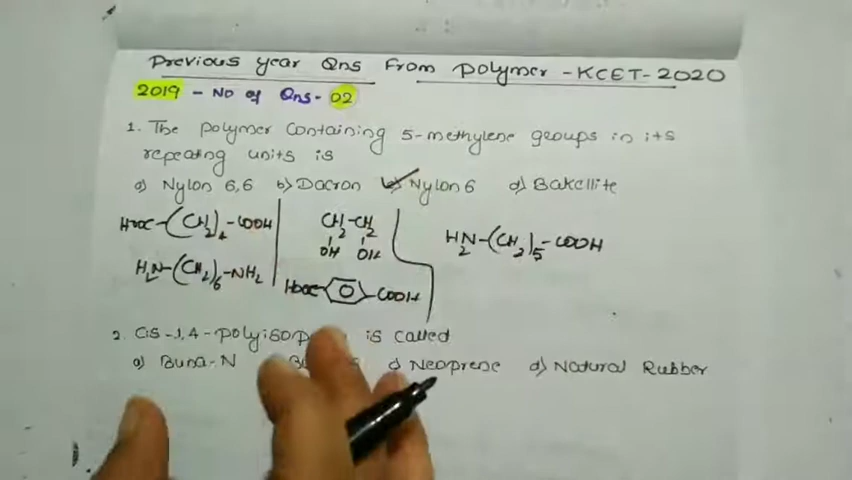 Previous year Qns From polymer - KCET-2020
2019 - No of Qns - 02
1. The polymer containing 5-methylene groups in its
repeating units is
a) Nylon 6,6 b) Dacron c) Nylon 6 d) Bakellite
HOOC-(CH2)4-COOH CH2-CH2 H2N-(CH2)5-COOH
OH OH
H2N-(CH2)6-NH2 HOOC COOH
2. Cis-1,4-polyisop is called
a) Buna-N Bu S c) Neoprene d) Natural Rubber